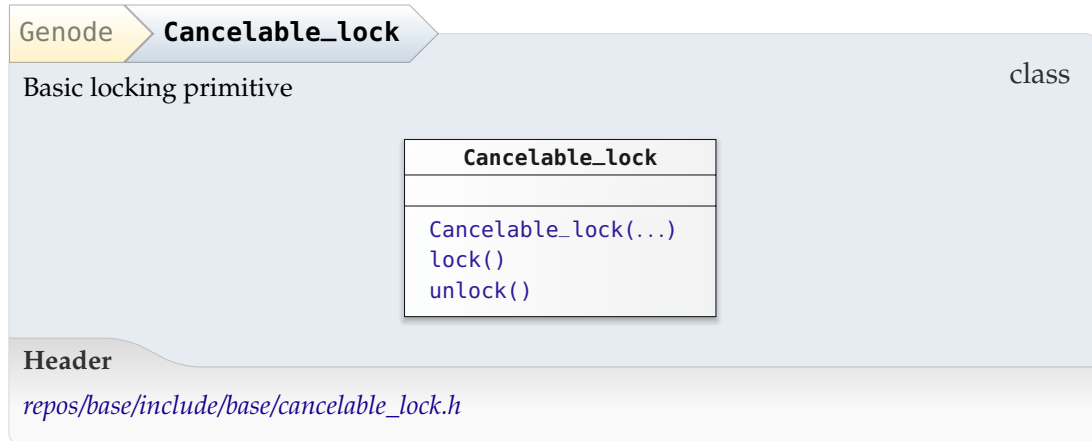 Genode Cancelable_lock
class
Basic locking primitive
Cancelable_lock
Cancelable_lock(...)
lock()
unlock()
Header
repos/base/include/base/cancelable_lock.h